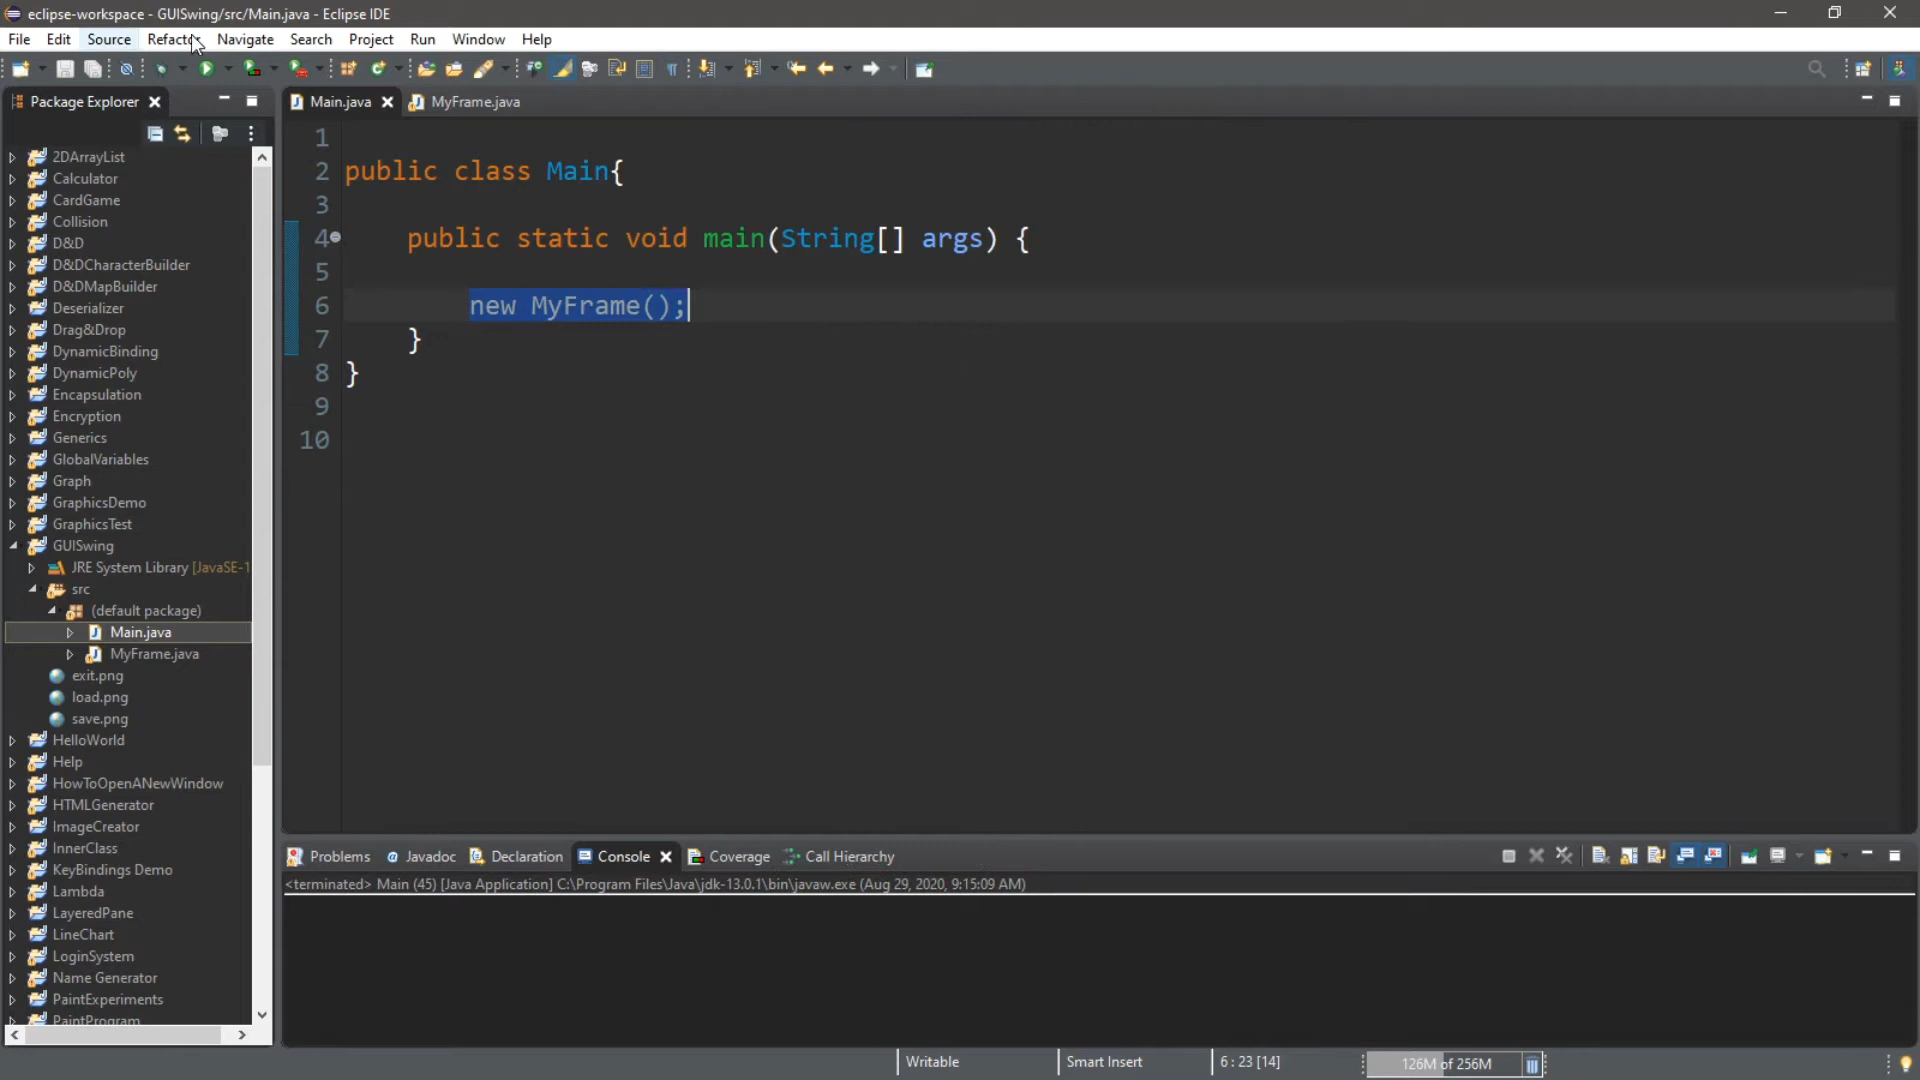 eclipse-workspace - GUISwing/src/Main.java - Eclipse IDE
File Edit Source Refactor Navigate Search Project Run Window Help
Package Explorer
Main.java MyFrame.java
2DArrayList
Calculator
CardGame
Collision
D&D
D&DCharacterBuilder
D&DMapBuilder
Deserializer
Drag&Drop
DynamicBinding
DynamicPoly
Encapsulation
Encryption
Generics
GlobalVariables
Graph
GraphicsDemo
GraphicsTest
GUISwing
JRE System Library [JavaSE-1
src
(default package)
Main.java
MyFrame.java
exit.png
load.png
save.png
HelloWorld
Help
HowToOpenANewWindow
HTMLGenerator
ImageCreator
InnerClass
KeyBindings Demo
Lambda
LayeredPane
LineChart
LoginSystem
Name Generator
PaintExperiments
PaintProgram
1
2 public class Main{
3
4 public static void main(String[] args) {
5
6 new MyFrame();
7 }
8 }
9
10
Problems Javadoc Declaration Console Coverage Call Hierarchy
<terminated> Main (45) [Java Application] C:\Program Files\Java\jdk-13.0.1\bin\javaw.exe (Aug 29, 2020, 9:15:09 AM)
Writable Smart Insert 6 : 23 [14] 126M of 256M